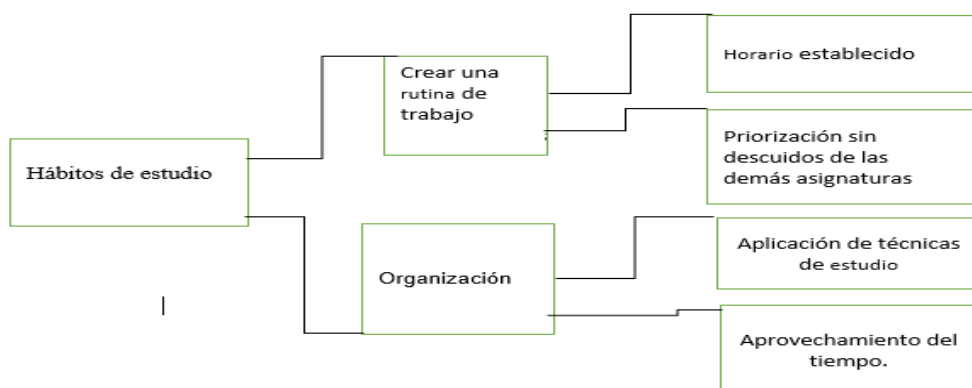 Hábitos de estudio
Crear una
rutina de
trabajo
Horario establecido
Priorización sin
descuidos de las
demás asignaturas
Organización
Aplicación de técnicas
de estudio
Aprovechamiento del
tiempo.